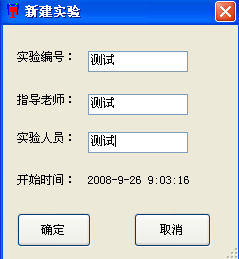 新建实验
实验编号： 测试
指导老师： 测试
实验人员： 测试
开始时间： 2008-9-26 9:03:16
确定 取消